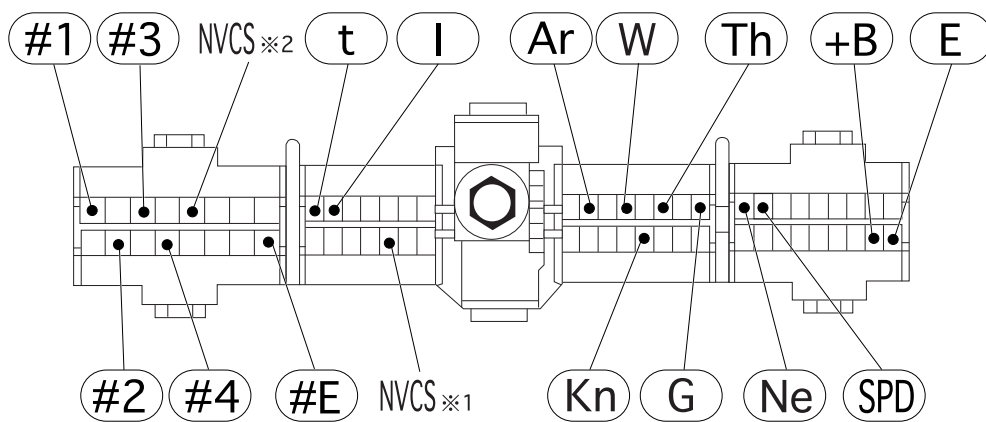 #1 #3 NVCS ※2 t I Ar W Th +B E
#2 #4 #E NVCS ※1 Kn G Ne SPD